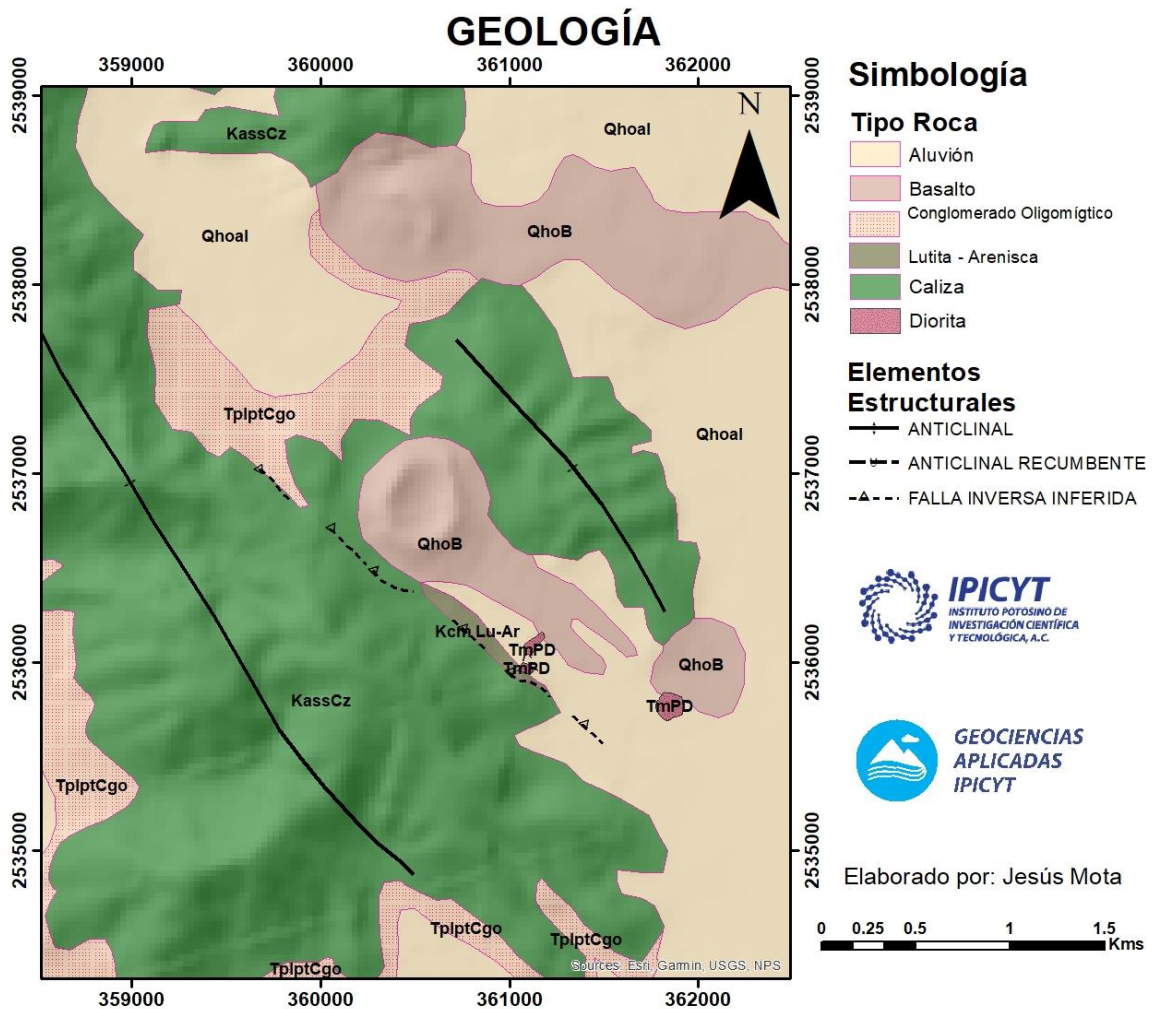 GEOLOGÍA
359000 360000 361000 362000
2539000
2538000
2537000
2536000
2535000
2539000
2538000
2537000
2536000
2535000
N
KassCz
Qhoal
Qhoal
QhoB
TplptCgo
Qhoal
QhoB
Kcm Lu-Ar
TmPD
TmPD
QhoB
KassCz
TmPD
TplptCgo
TplptCgo
TplptCgo
TplptCgo
Sources: Esri, Garmin, USGS, NPS
359000 360000 361000 362000
Simbología
Tipo Roca
Aluvión
Basalto
Conglomerado Oligomígtico
Lutita - Arenisca
Caliza
Diorita
Elementos
Estructurales
ANTICLINAL
ANTICLINAL RECUMBENTE
FALLA INVERSA INFERIDA
IPICYT
INSTITUTO POTOSINO DE
INVESTIGACIÓN CIENTÍFICA
Y TECNOLÓGICA, A.C.
GEOCIENCIAS
APLICADAS
IPICYT
Elaborado por: Jesús Mota
0 0.25 0.5 1 1.5
Kms